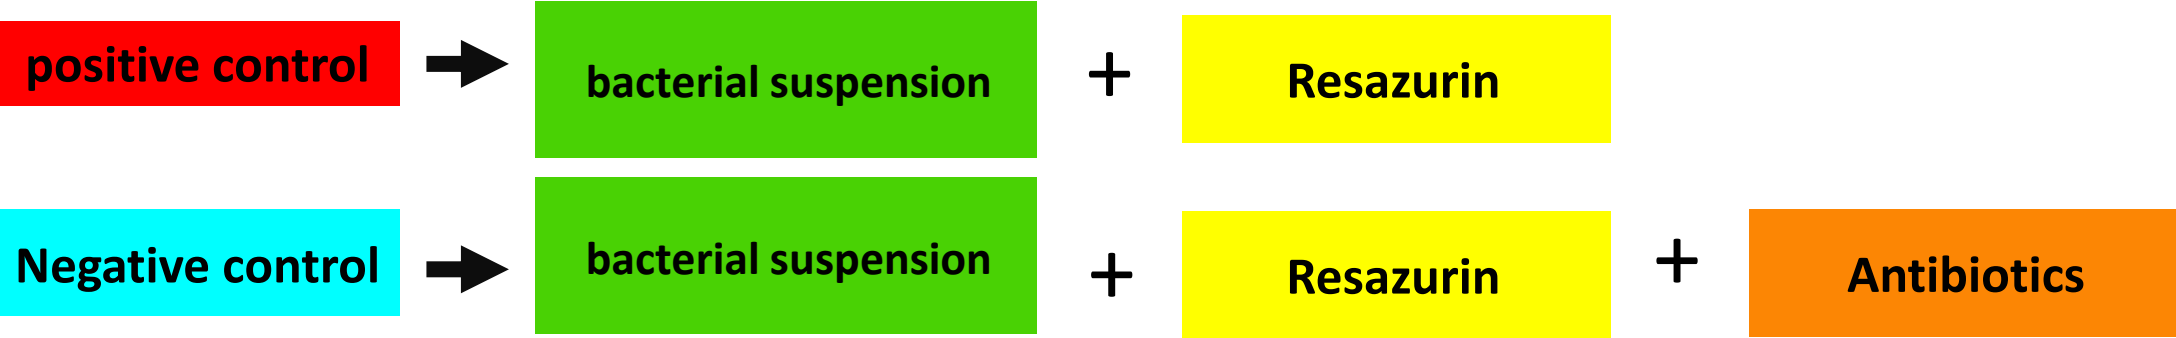 positive control → bacterial suspension + Resazurin
Negative control → bacterial suspension + Resazurin + Antibiotics